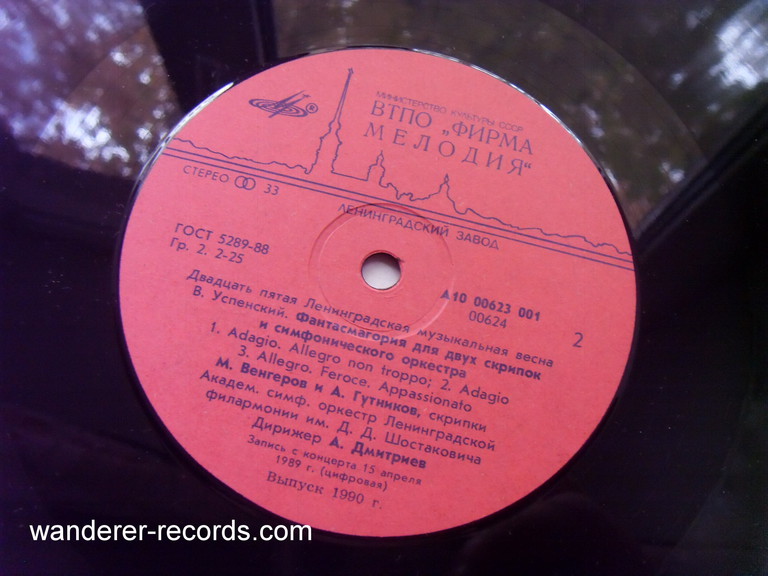 ®
МИНИСТЕРСТВО КУЛЬТУРЫ СССР
ВТПО „ФИРМА
МЕЛОДИЯ“
СТЕРЕО 33
ЛЕНИНГРАДСКИЙ ЗАВОД
ГОСТ 5289-88
Гр. 2. 2-25
А10 00623 001
00624
2
Двадцать пятая Ленинградская музыкальная весна
В. Успенский. Фантасмагория для двух скрипок
и симфонического оркестра
1. Adagio. Allegro non troppo; 2. Adagio
3. Allegro. Feroce. Appassionato
М. Венгеров и А. Гутников, скрипки
Академ. симф. оркестр Ленинградской
филармонии им. Д. Д. Шостаковича
Дирижер А. Дмитриев
Запись с концерта 15 апреля
1989 г. (цифровая)
Выпуск 1990 г.
wanderer-records.com